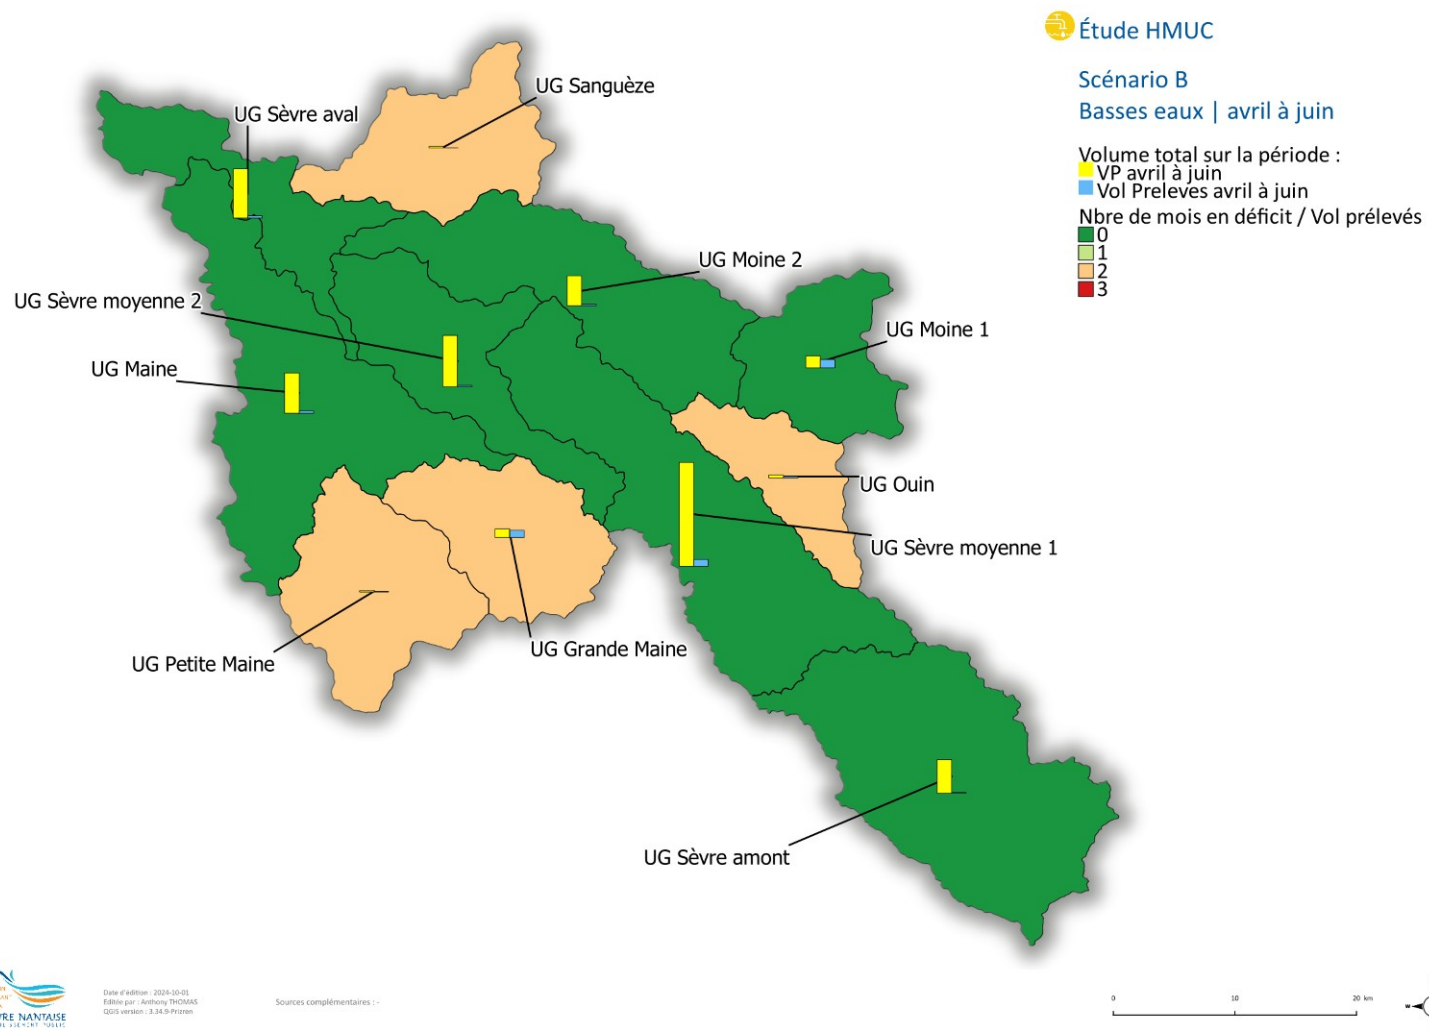 Étude HMUC
Scénario B
Basses eaux | avril à juin
Volume total sur la période :
VP avril à juin
Vol Preleves avril à juin
Nbre de mois en déficit / Vol prélevés
0
1
2
3
UG Sanguèze
UG Sèvre aval
UG Moine 2
UG Sèvre moyenne 2
UG Moine 1
UG Maine
UG Ouin
UG Sèvre moyenne 1
UG Grande Maine
UG Petite Maine
UG Sèvre amont
NANTAISE
Date d'édition : 2024-10-01
Editée par : Anthony THOMAS
QGIS version : 3.34.9-Prizren
Sources complémentaires : -
0 10 20 km
W